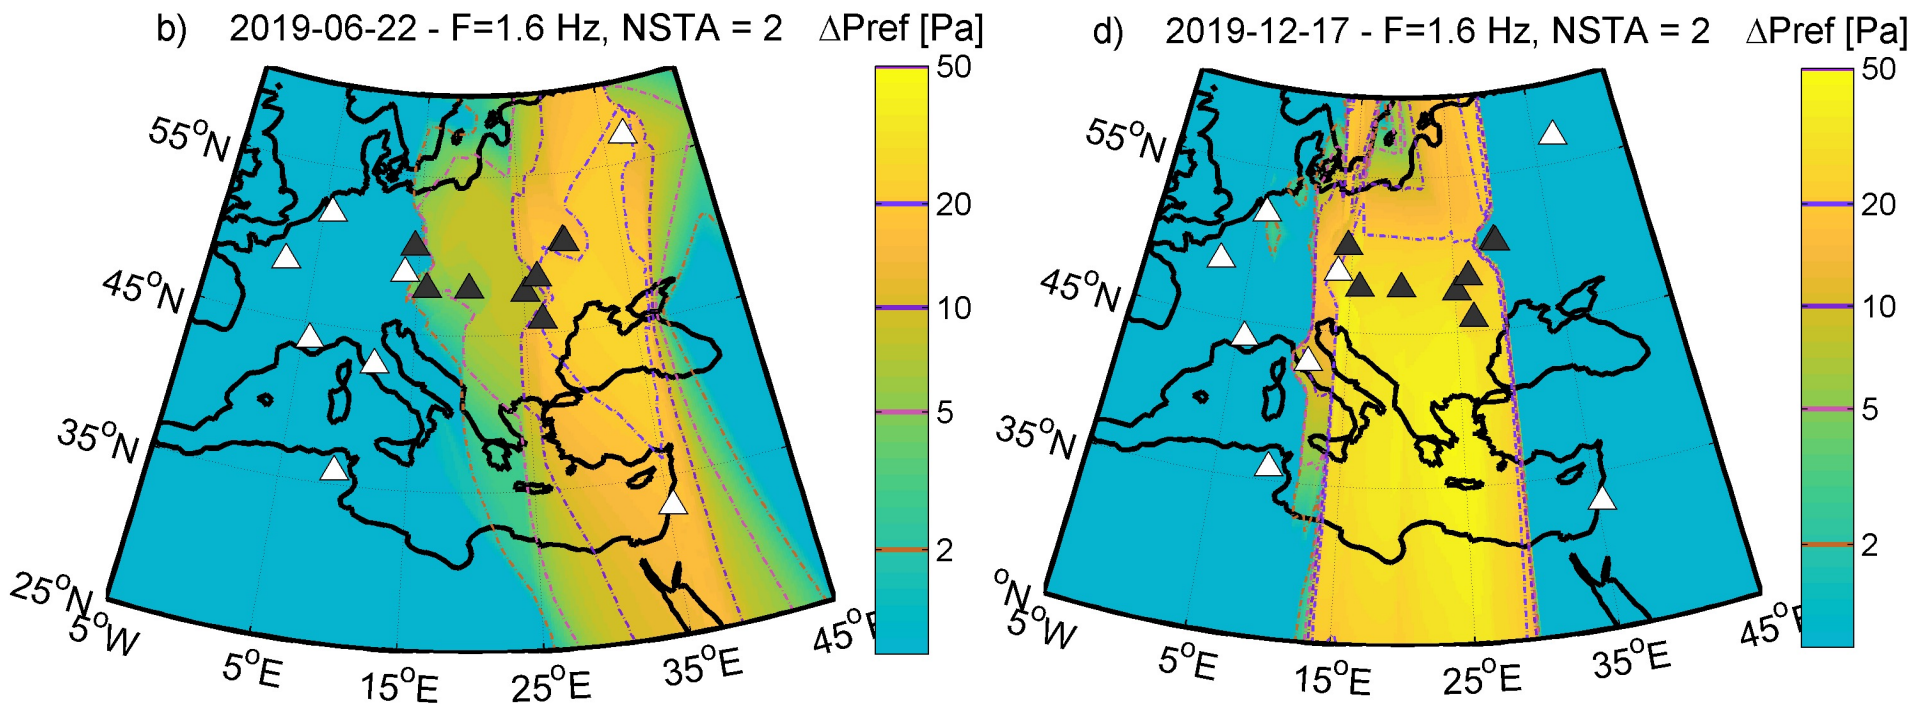 b) 2019-06-22 - F=1.6 Hz, NSTA = 2 ΔPref [Pa]
55°N
45°N
35°N
25°N
5°W
5°E
15°E
25°E
35°E
45°E
50
20
10
5
2
d) 2019-12-17 - F=1.6 Hz, NSTA = 2 ΔPref [Pa]
55°N
45°N
35°N
°N
5°W
5°E
15°E
25°E
35°E
45°E
50
20
10
5
2